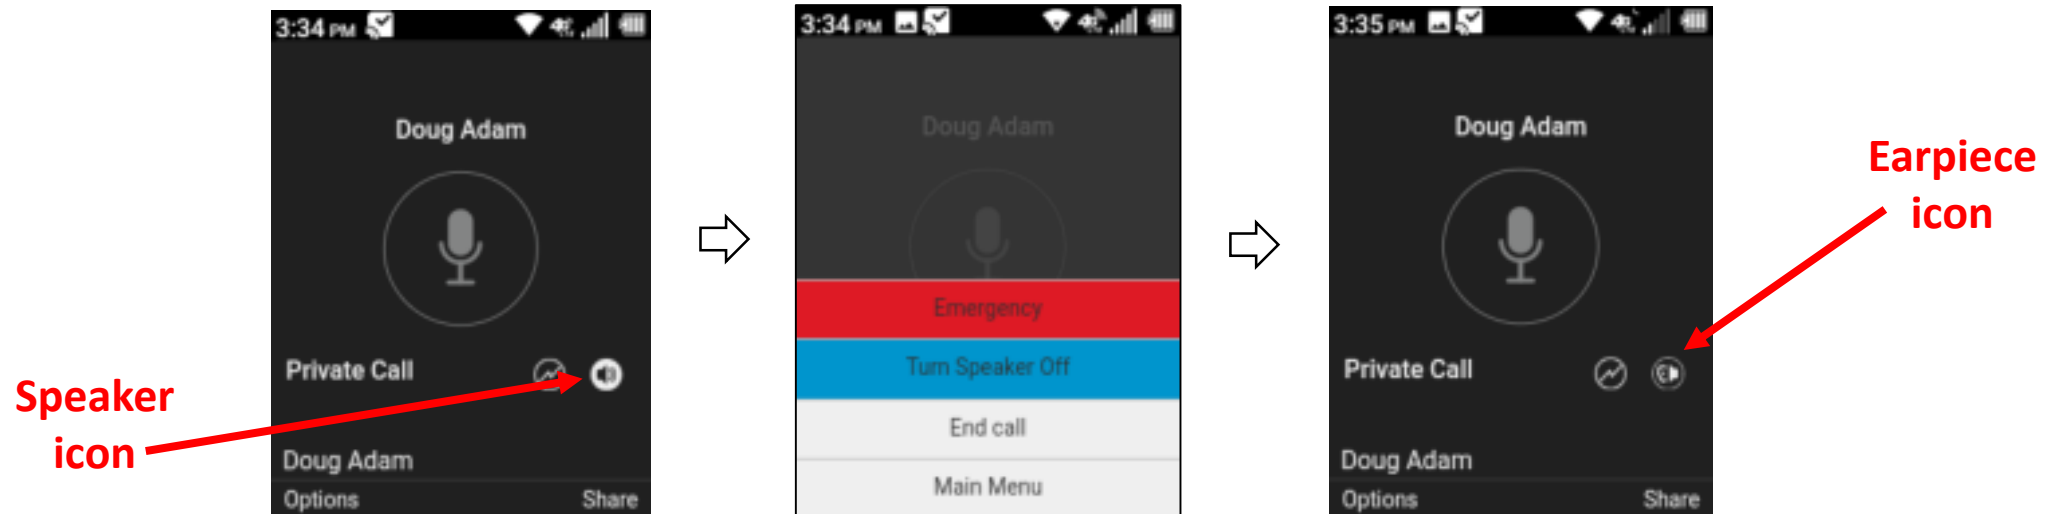 3:34 PM
Doug Adam
Private Call
Doug Adam
Options Share
Speaker
icon
3:34 PM
Doug Adam
Emergency
Turn Speaker Off
End call
Main Menu
3:35 PM
Doug Adam
Private Call
Doug Adam
Options Share
Earpiece
icon